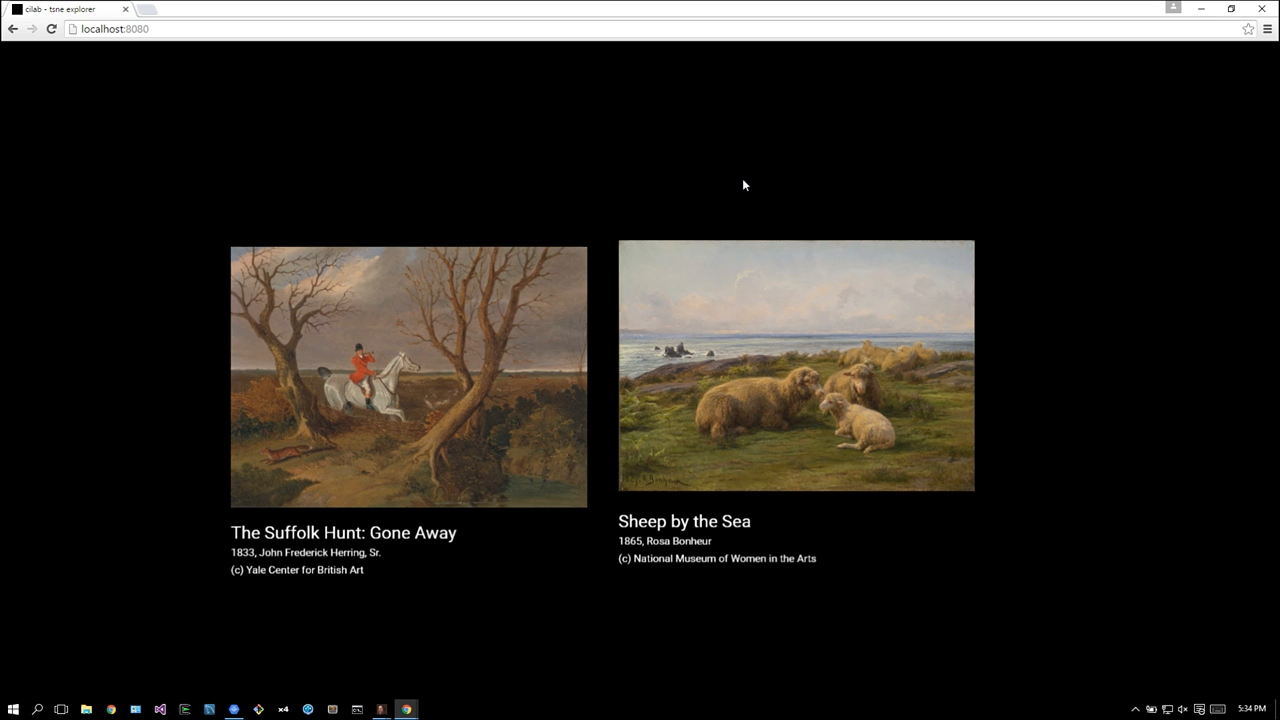 cilab - tsne explorer
localhost:8080
The Suffolk Hunt: Gone Away
1833, John Frederick Herring, Sr.
(c) Yale Center for British Art
Sheep by the Sea
1865, Rosa Bonheur
(c) National Museum of Women in the Arts
x4
5:34 PM